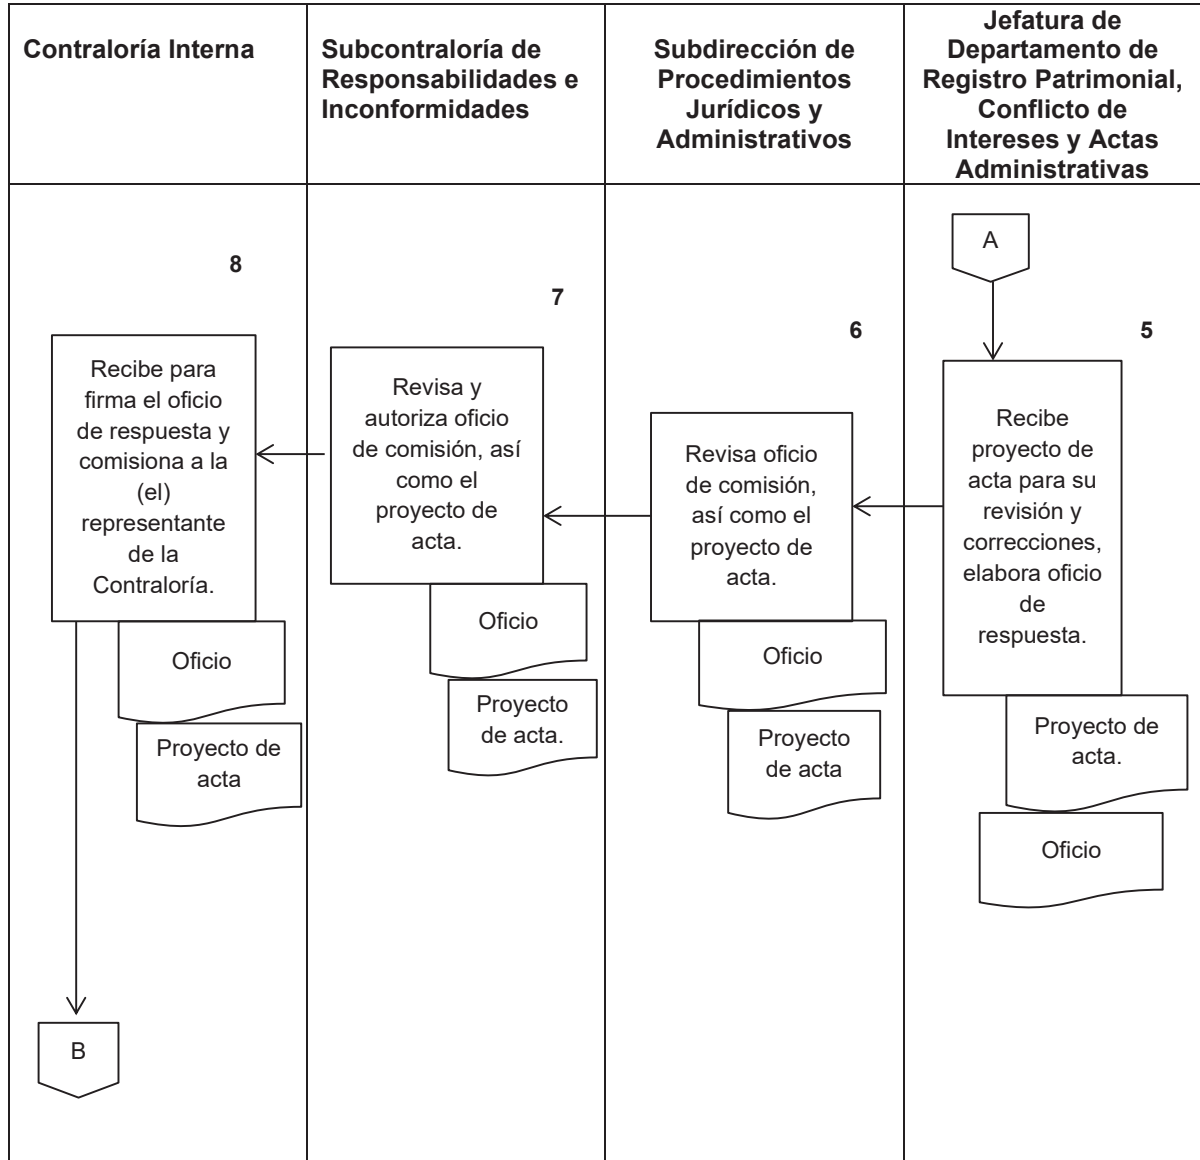 Contraloría Interna
Subcontraloría de
Responsabilidades e
Inconformidades
Subdirección de
Procedimientos
Jurídicos y
Administrativos
Jefatura de
Departamento de
Registro Patrimonial,
Conflicto de
Intereses y Actas
Administrativas
A
5
Recibe
proyecto de
acta para su
revisión y
correcciones,
elabora oficio
de
respuesta.
Proyecto de
acta.
Oficio
6
Revisa oficio
de comisión,
así como el
proyecto de
acta.
Oficio
Proyecto
de acta
7
Revisa y
autoriza oficio
de comisión, así
como el
proyecto de
acta.
Oficio
Proyecto
de acta.
8
Recibe para
firma el oficio
de respuesta y
comisiona a la
(el)
representante
de la
Contraloría.
Oficio
Proyecto de
acta
B